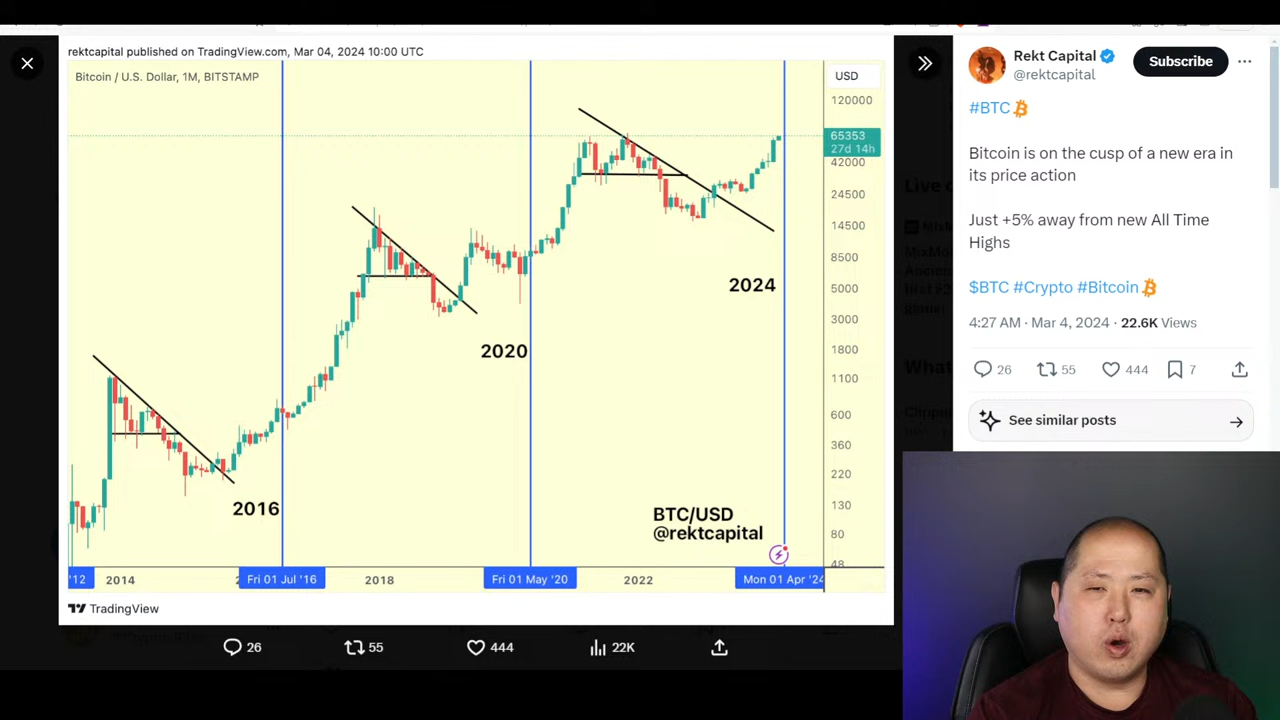 rektcapital published on TradingView.com, Mar 04, 2024 10:00 UTC
Bitcoin / U.S. Dollar, 1M, BITSTAMP
USD
120000
65353
27d 14h
42000
24500
14500
8500
5000
3000
1800
1100
600
360
220
130
80
48
2016
2020
2024
BTC/USD
@rektcapital
'12
2014
Fri 01 Jul '16
2018
Fri 01 May '20
2022
Mon 01 Apr '24
TradingView
26
55
444
22K
Rekt Capital
@rektcapital
Subscribe
#BTC
Bitcoin is on the cusp of a new era in
its price action
Just +5% away from new All Time
Highs
$BTC #Crypto #Bitcoin
4:27 AM · Mar 4, 2024 · 22.6K Views
26
55
444
7
See similar posts